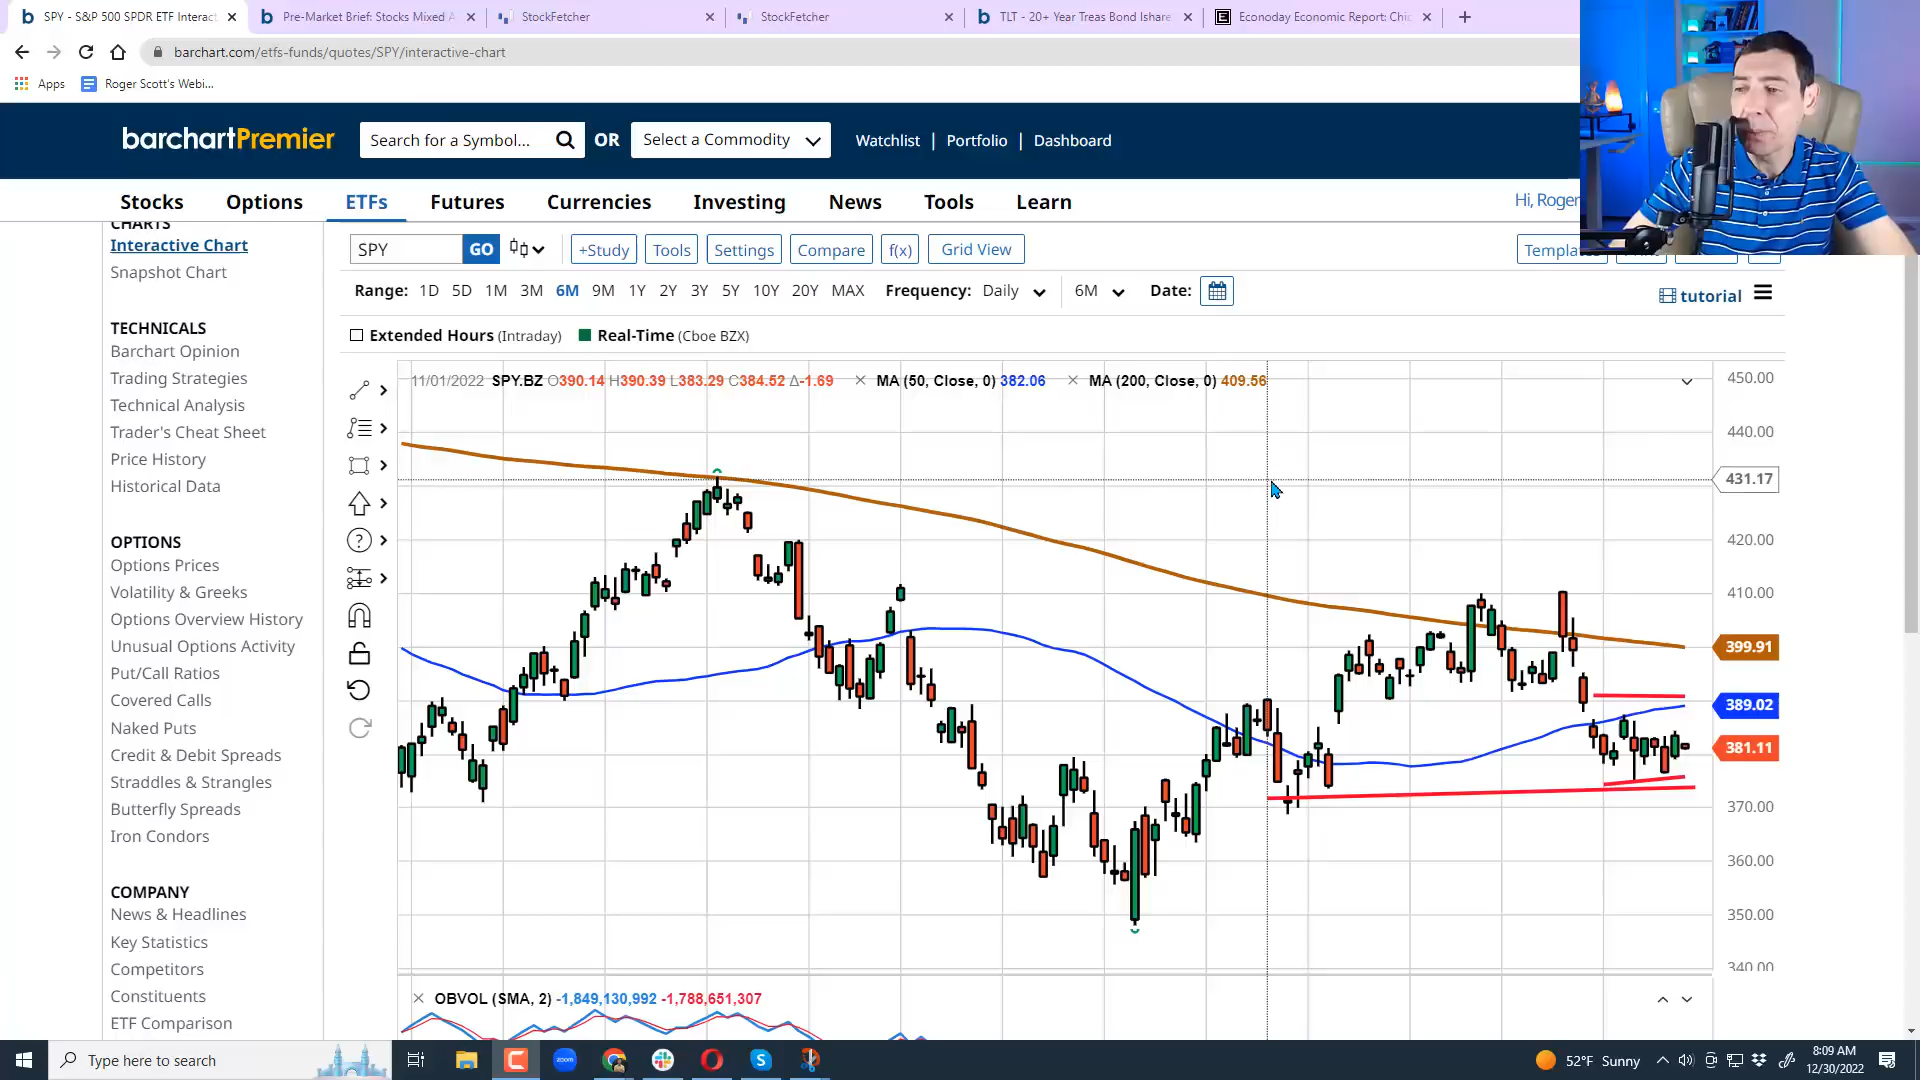 SPY - S&P 500 SPDR ETF Interac
Pre-Market Brief: Stocks Mixed A
StockFetcher
StockFetcher
TLT - 20+ Year Treas Bond Ishare
Econoday Economic Report: Chic
barchart.com/etfs-funds/quotes/SPY/interactive-chart
Apps
Roger Scott's Webi...
barchartPremier
Search for a Symbol...
OR
Select a Commodity
Watchlist | Portfolio | Dashboard
Stocks Options ETFs Futures Currencies Investing News Tools Learn
Hi, Roger
CHARTS
Interactive Chart
Snapshot Chart
TECHNICALS
Barchart Opinion
Trading Strategies
Technical Analysis
Trader's Cheat Sheet
Price History
Historical Data
OPTIONS
Options Prices
Volatility & Greeks
Options Overview History
Unusual Options Activity
Put/Call Ratios
Covered Calls
Naked Puts
Credit & Debit Spreads
Straddles & Strangles
Butterfly Spreads
Iron Condors
COMPANY
News & Headlines
Key Statistics
Competitors
Constituents
ETF Comparison
SPY GO +Study Tools Settings Compare f(x) Grid View
Range: 1D 5D 1M 3M 6M 9M 1Y 2Y 3Y 5Y 10Y 20Y MAX Frequency: Daily 6M Date:
tutorial
Extended Hours (Intraday) Real-Time (Cboe BZX)
11/01/2022 SPY.BZ O390.14 H390.39 L383.29 C384.52 Δ-1.69 MA (50, Close, 0) 382.06 MA (200, Close, 0) 409.56
450.00
440.00
431.17
420.00
410.00
399.91
389.02
381.11
370.00
360.00
350.00
340.00
OBVOL (SMA, 2) -1,849,130,992 -1,788,651,307
Type here to search
zoom
52°F Sunny
8:09 AM
12/30/2022